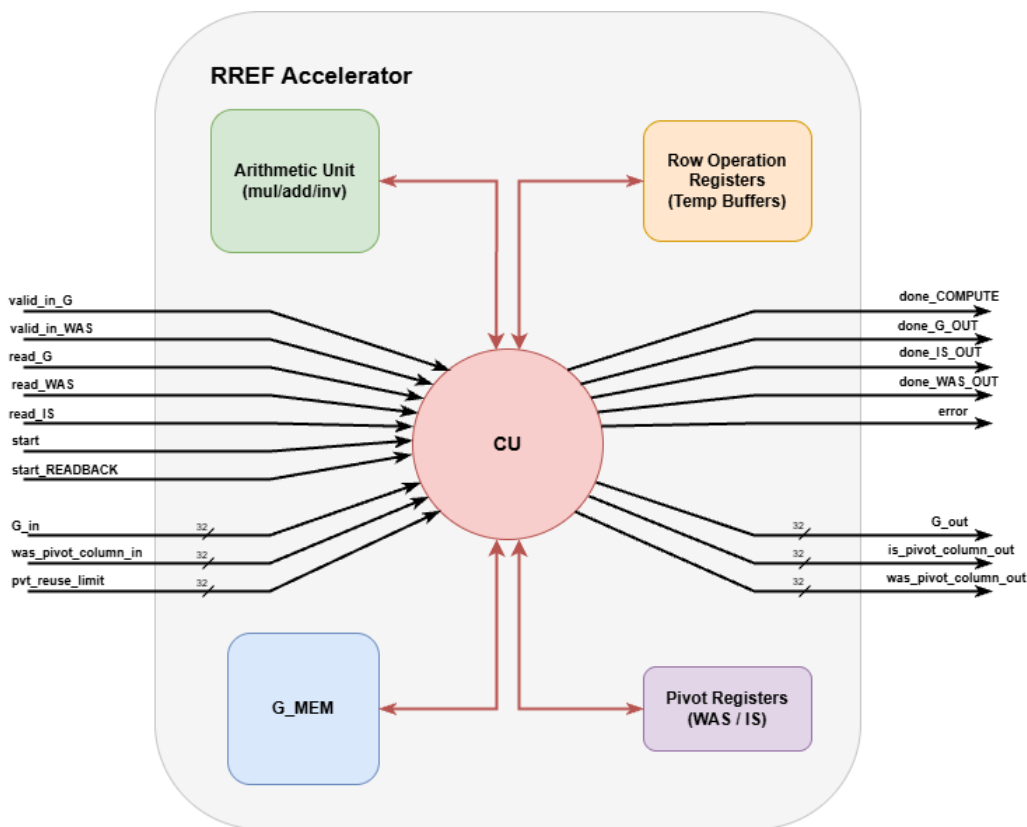 RREF Accelerator
Arithmetic Unit
(mul/add/inv)
Row Operation
Registers
(Temp Buffers)
valid_in_G
valid_in_WAS
read_G
read_WAS
read_IS
start
start_READBACK
G_in
32
was_pivot_column_in
32
pvt_reuse_limit
32
CU
done_COMPUTE
done_G_OUT
done_IS_OUT
done_WAS_OUT
error
32
G_out
32
is_pivot_column_out
32
was_pivot_column_out
G_MEM
Pivot Registers
(WAS / IS)